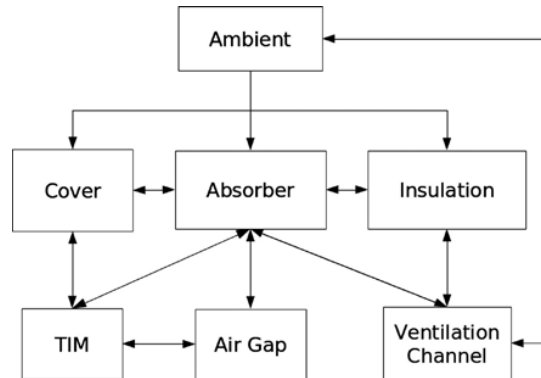 Ambient
Cover
Absorber
Insulation
TIM
Air Gap
Ventilation
Channel